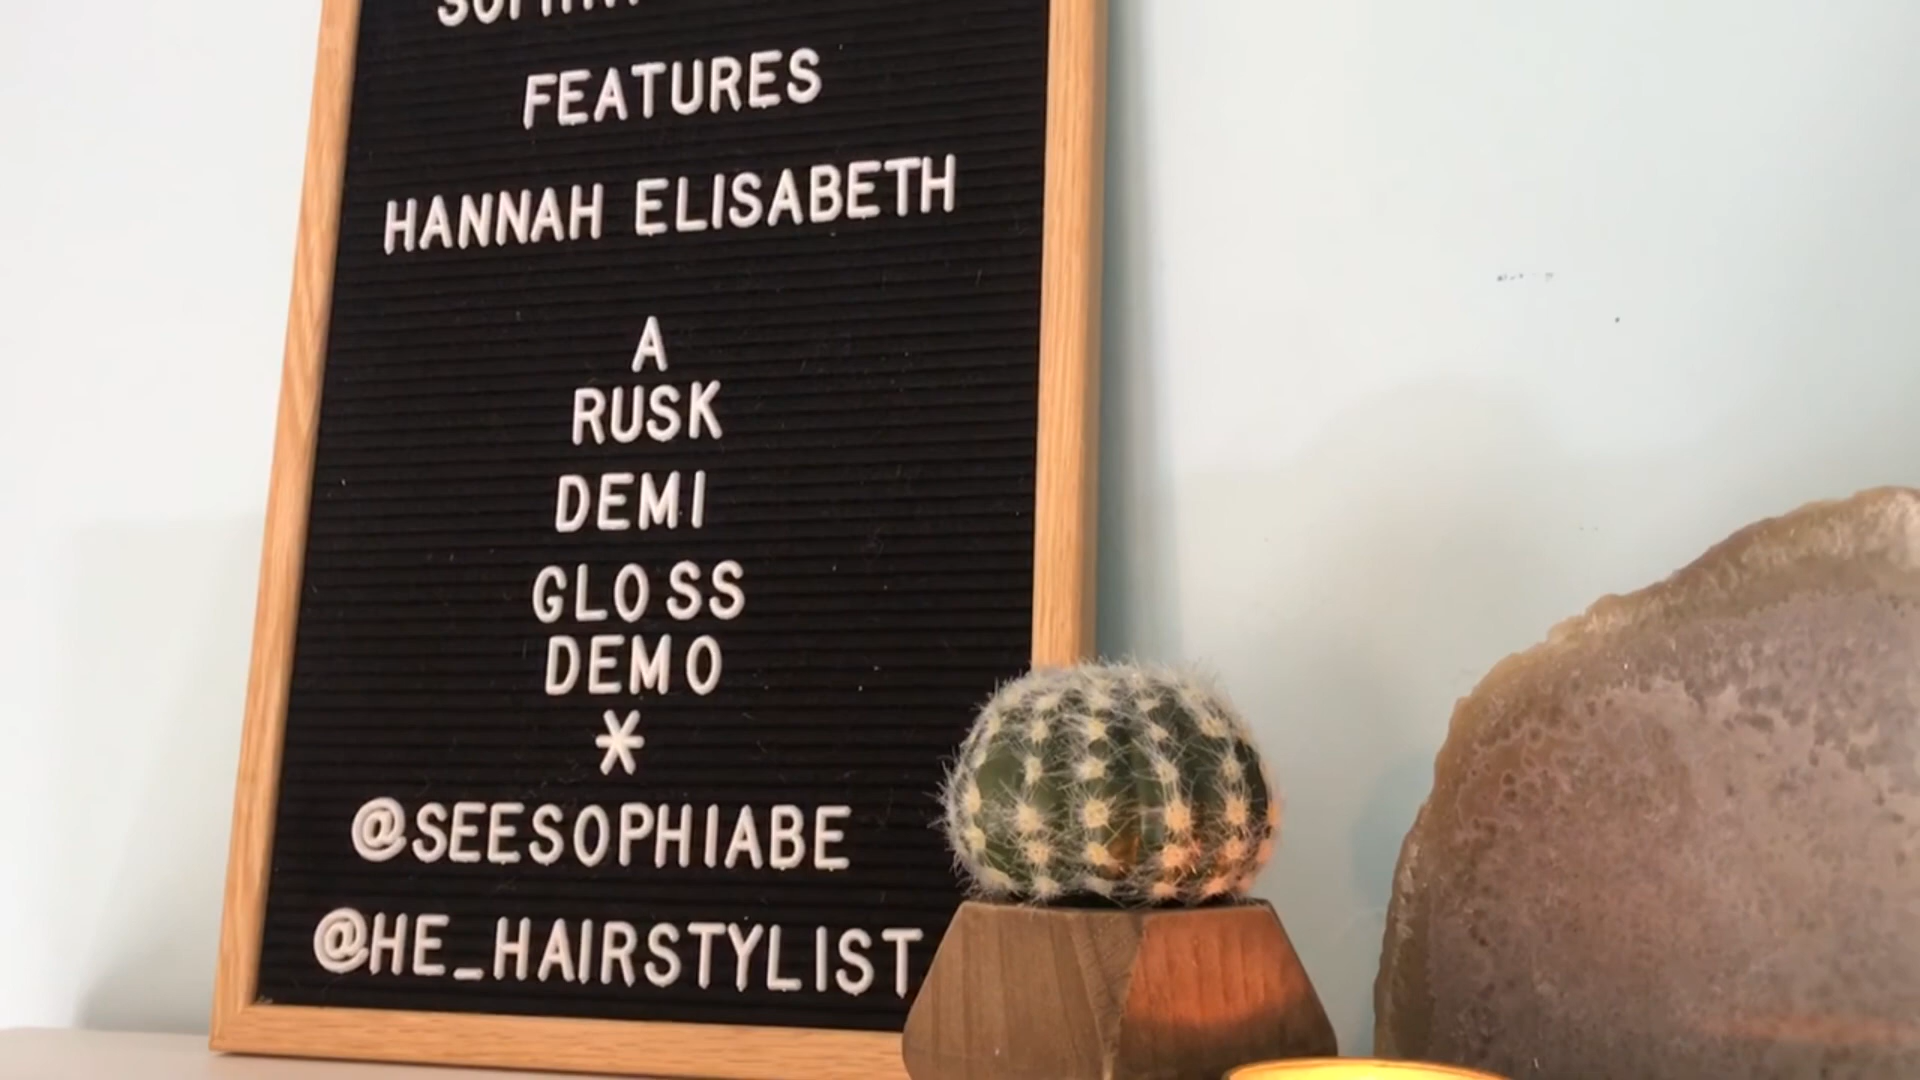 FEATURES
HANNAH ELISABETH
A
RUSK
DEMI
GLOSS
DEMO
*
@SEESOPHIABE
@HE_HAIRSTYLIST